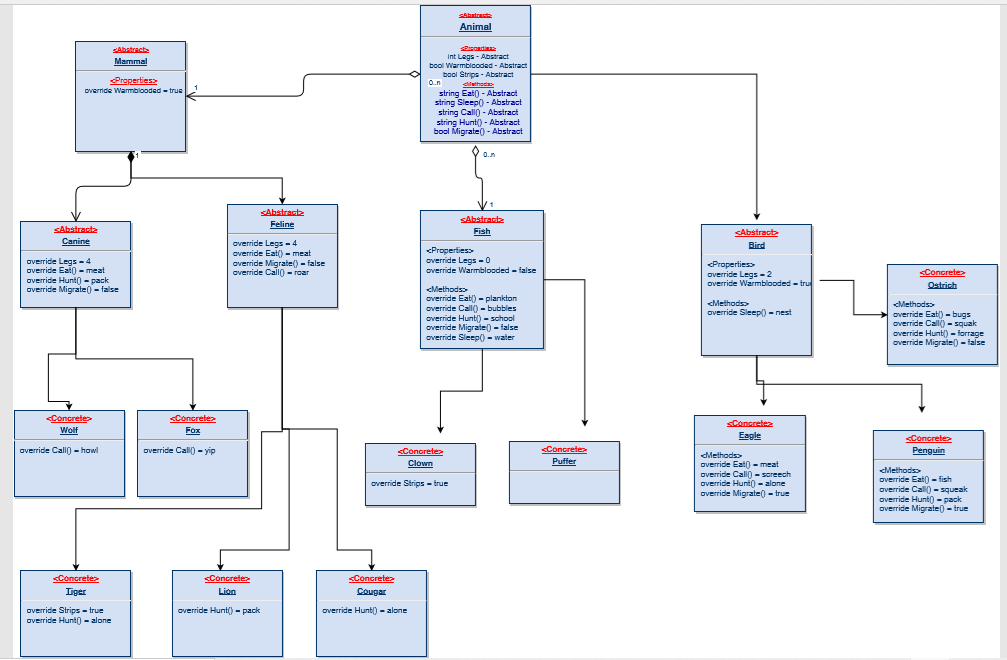 <Abstract>
Animal
<Properties>
int Legs - Abstract
bool Warmblooded - Abstract
bool Strips - Abstract
0..n
<Methods>
string Eat() - Abstract
string Sleep() - Abstract
string Call() - Abstract
string Hunt() - Abstract
bool Migrate() - Abstract
<Abstract>
Mammal
<Properties>
override Warmblooded = true
1
1
0..n
1
<Abstract>
Canine
override Legs = 4
override Eat() = meat
override Hunt() = pack
override Migrate() = false
<Abstract>
Feline
override Legs = 4
override Eat() = meat
override Migrate() = false
override Call() = roar
<Abstract>
Fish
<Properties>
override Legs = 0
override Warmblooded = false
<Methods>
override Eat() = plankton
override Call() = bubbles
override Hunt() = school
override Migrate() = false
override Sleep() = water
<Abstract>
Bird
<Properties>
override Legs = 2
override Warmblooded = true
<Methods>
override Sleep() = nest
<Concrete>
Ostrich
<Methods>
override Eat() = bugs
override Call() = squak
override Hunt() = forrage
override Migrate() = false
<Concrete>
Wolf
override Call() = howl
<Concrete>
Fox
override Call() = yip
<Concrete>
Clown
override Strips = true
<Concrete>
Puffer
<Concrete>
Eagle
<Methods>
override Eat() = meat
override Call() = screech
override Hunt() = alone
override Migrate() = true
<Concrete>
Penguin
<Methods>
override Eat() = fish
override Call() = squeak
override Hunt() = pack
override Migrate() = true
<Concrete>
Tiger
override Strips = true
override Hunt() = alone
<Concrete>
Lion
override Hunt() = pack
<Concrete>
Cougar
override Hunt() = alone